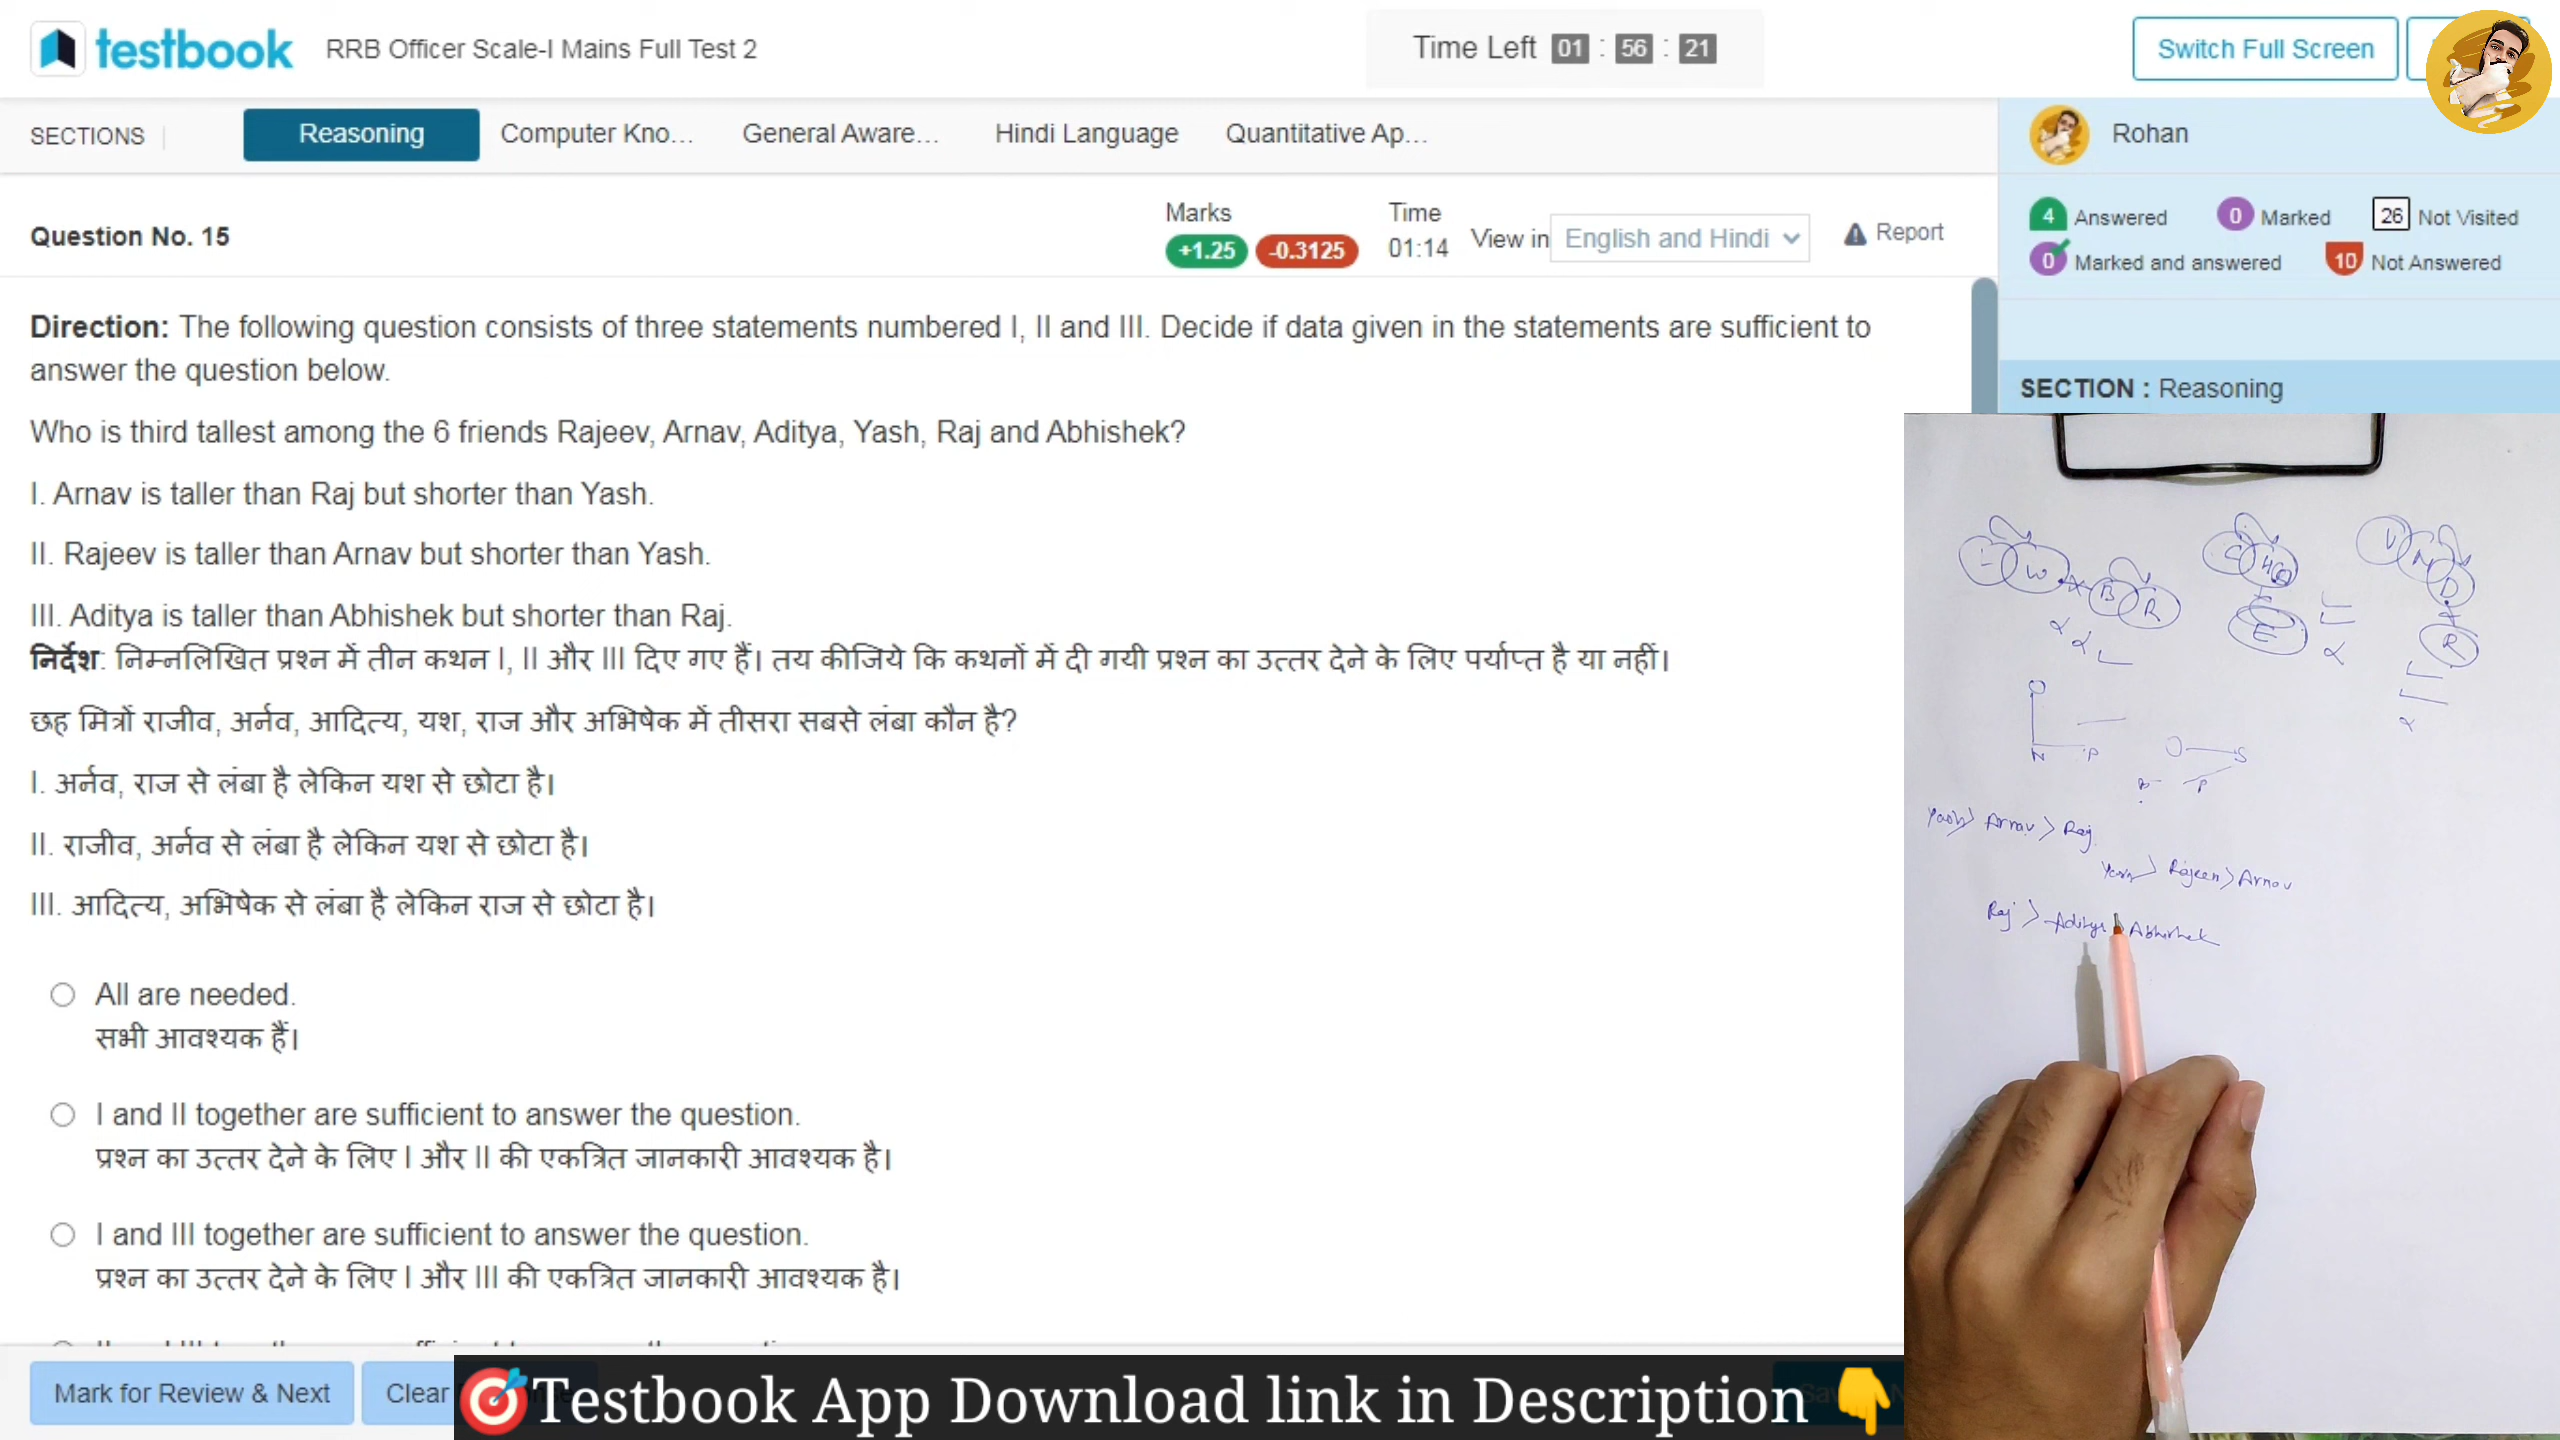 testbook RRB Officer Scale-I Mains Full Test 2 Time Left 01 : 56 : 21 Switch Full Screen
SECTIONS Reasoning Computer Kno... General Aware... Hindi Language Quantitative Ap... Rohan
Question No. 15 Marks +1.25 -0.3125 Time 01:14 View in English and Hindi Report
4 Answered 0 Marked 26 Not Visited
0 Marked and answered 10 Not Answered
SECTION : Reasoning
Direction: The following question consists of three statements numbered I, II and III. Decide if data given in the statements are sufficient to
answer the question below.
Who is third tallest among the 6 friends Rajeev, Arnav, Aditya, Yash, Raj and Abhishek?
I. Arnav is taller than Raj but shorter than Yash.
II. Rajeev is taller than Arnav but shorter than Yash.
III. Aditya is taller than Abhishek but shorter than Raj.
निर्देश: निम्नलिखित प्रश्न में तीन कथन I, II और III दिए गए हैं। तय कीजिये कि कथनों में दी गयी प्रश्न का उत्तर देने के लिए पर्याप्त है या नहीं।
छह मित्रों राजीव, अर्नव, आदित्य, यश, राज और अभिषेक में तीसरा सबसे लंबा कौन है?
I. अर्नव, राज से लंबा है लेकिन यश से छोटा है।
II. राजीव, अर्नव से लंबा है लेकिन यश से छोटा है।
III. आदित्य, अभिषेक से लंबा है लेकिन राज से छोटा है।
All are needed.
सभी आवश्यक हैं।
I and II together are sufficient to answer the question.
प्रश्न का उत्तर देने के लिए I और II की एकत्रित जानकारी आवश्यक है।
I and III together are sufficient to answer the question.
प्रश्न का उत्तर देने के लिए I और III की एकत्रित जानकारी आवश्यक है।
Mark for Review & Next Clear
🎯Testbook App Download link in Description 👇
L W B R
C H E
V N D R
N P
O S
P
Yash > Arnav > Raj
Yash > Rajeev > Arnav
Raj > Aditya Abhishek